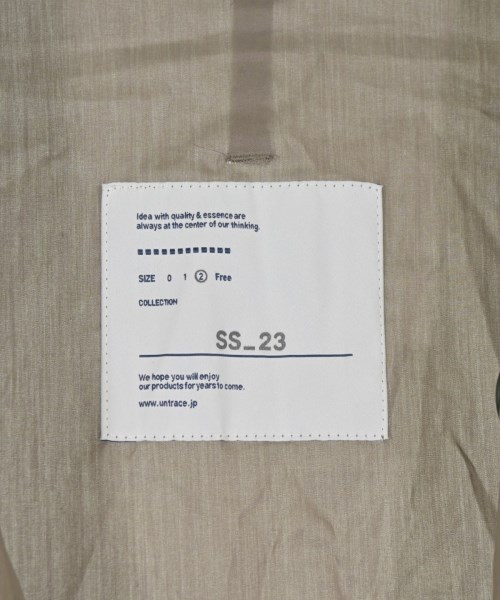 Idea with quality & essence are
always at the center of our thinking.
SIZE 0 1 2 Free
COLLECTION
SS_23
We hope you will enjoy
our products for years to come.
www.untrace.jp